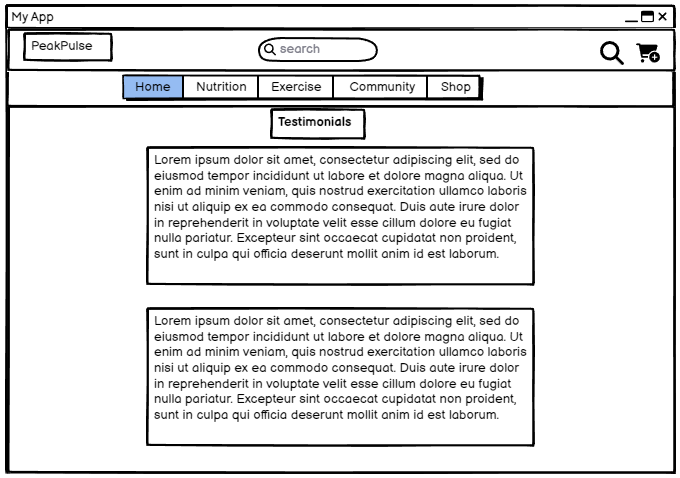 My App
PeakPulse
search
Home Nutrition Exercise Community Shop
Testimonials
Lorem ipsum dolor sit amet, consectetur adipiscing elit, sed do
eiusmod tempor incididunt ut labore et dolore magna aliqua. Ut
enim ad minim veniam, quis nostrud exercitation ullamco laboris
nisi ut aliquip ex ea commodo consequat. Duis aute irure dolor
in reprehenderit in voluptate velit esse cillum dolore eu fugiat
nulla pariatur. Excepteur sint occaecat cupidatat non proident,
sunt in culpa qui officia deserunt mollit anim id est laborum.
Lorem ipsum dolor sit amet, consectetur adipiscing elit, sed do
eiusmod tempor incididunt ut labore et dolore magna aliqua. Ut
enim ad minim veniam, quis nostrud exercitation ullamco laboris
nisi ut aliquip ex ea commodo consequat. Duis aute irure dolor
in reprehenderit in voluptate velit esse cillum dolore eu fugiat
nulla pariatur. Excepteur sint occaecat cupidatat non proident,
sunt in culpa qui officia deserunt mollit anim id est laborum.